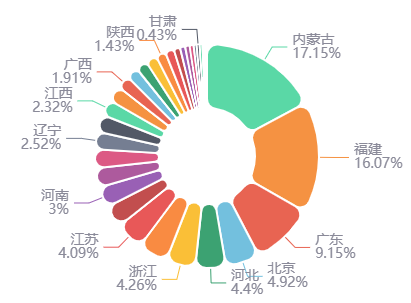 内蒙古
17.15%
福建
16.07%
广东
9.15%
北京
4.92%
河北
4.4%
浙江
4.26%
江苏
4.09%
河南
3%
辽宁
2.52%
江西
2.32%
广西
1.91%
陕西
1.43%
甘肃
0.43%